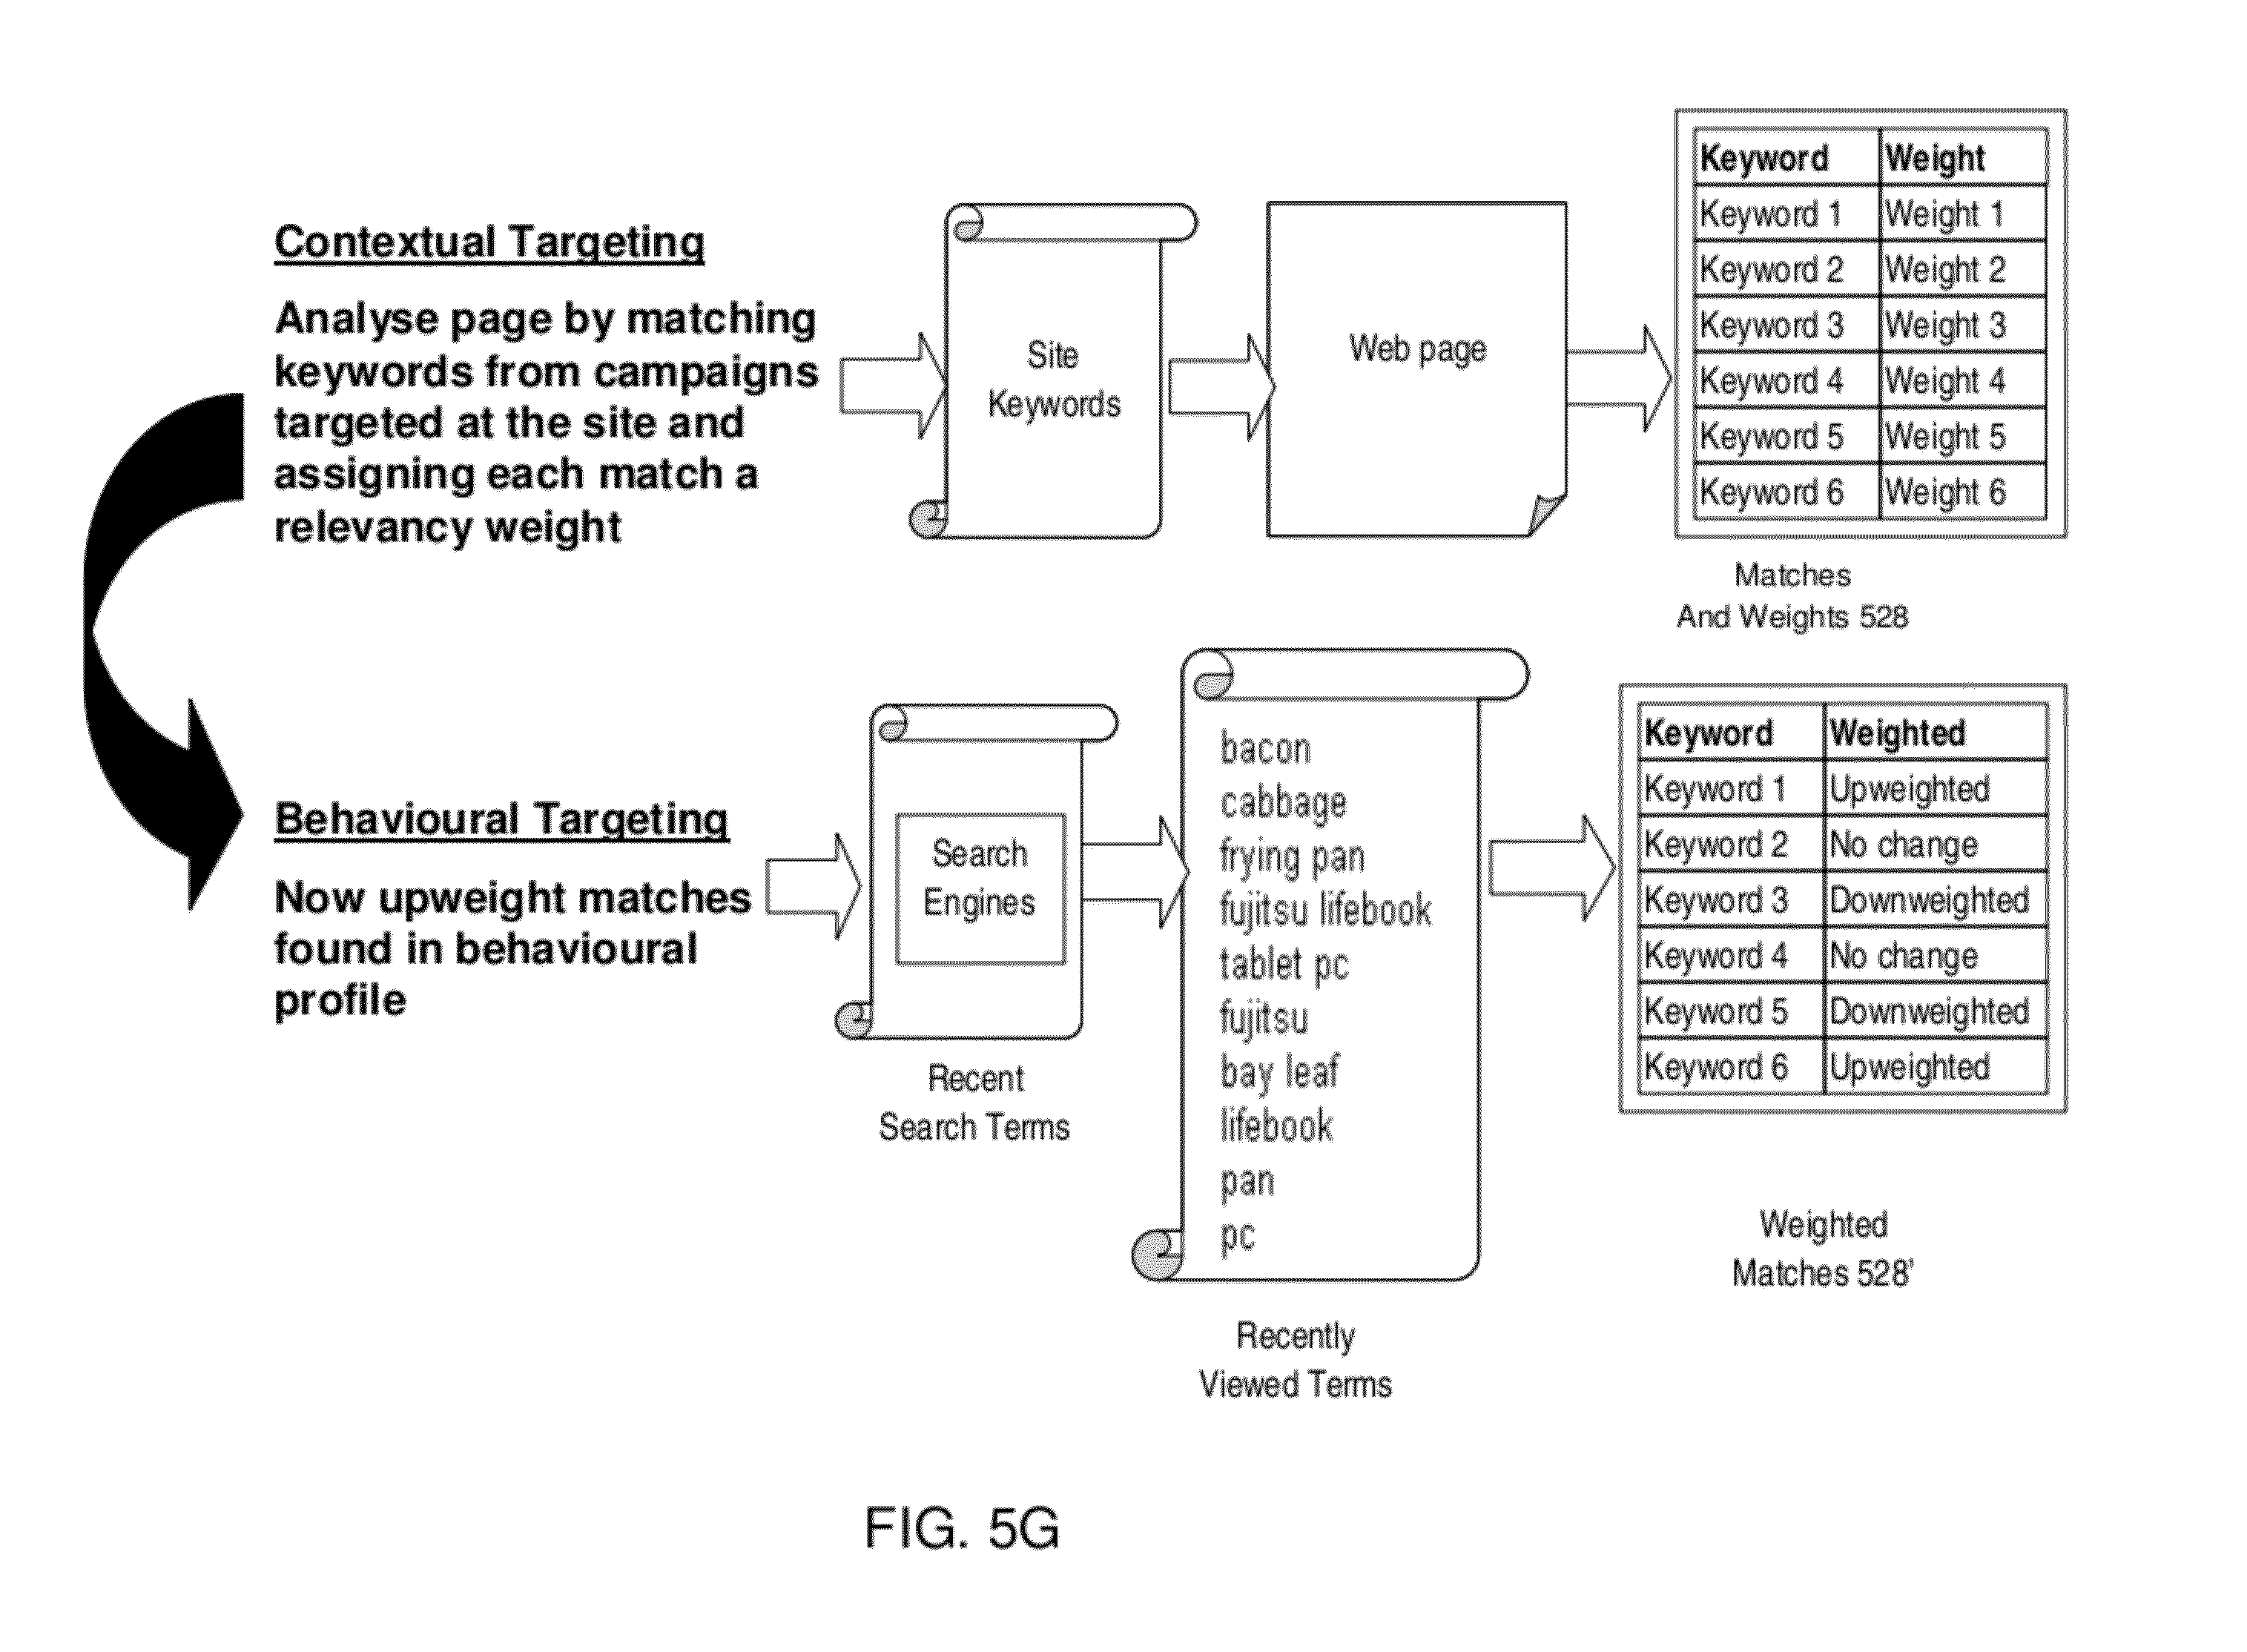 Contextual Targeting
Analyse page by matching
keywords from campaigns
targeted at the site and
assigning each match a
relevancy weight
Site
Keywords
Web page
Keyword Weight
Keyword 1 Weight 1
Keyword 2 Weight 2
Keyword 3 Weight 3
Keyword 4 Weight 4
Keyword 5 Weight 5
Keyword 6 Weight 6
Matches
And Weights 528
Behavioural Targeting
Now upweight matches
found in behavioural
profile
Search
Engines
Recent
Search Terms
bacon
cabbage
frying pan
fujitsu lifebook
tablet pc
fujitsu
bay leaf
lifebook
pan
pc
Recently
Viewed Terms
Keyword Weighted
Keyword 1 Upweighted
Keyword 2 No change
Keyword 3 Downweighted
Keyword 4 No change
Keyword 5 Downweighted
Keyword 6 Upweighted
Weighted
Matches 528'
FIG. 5G